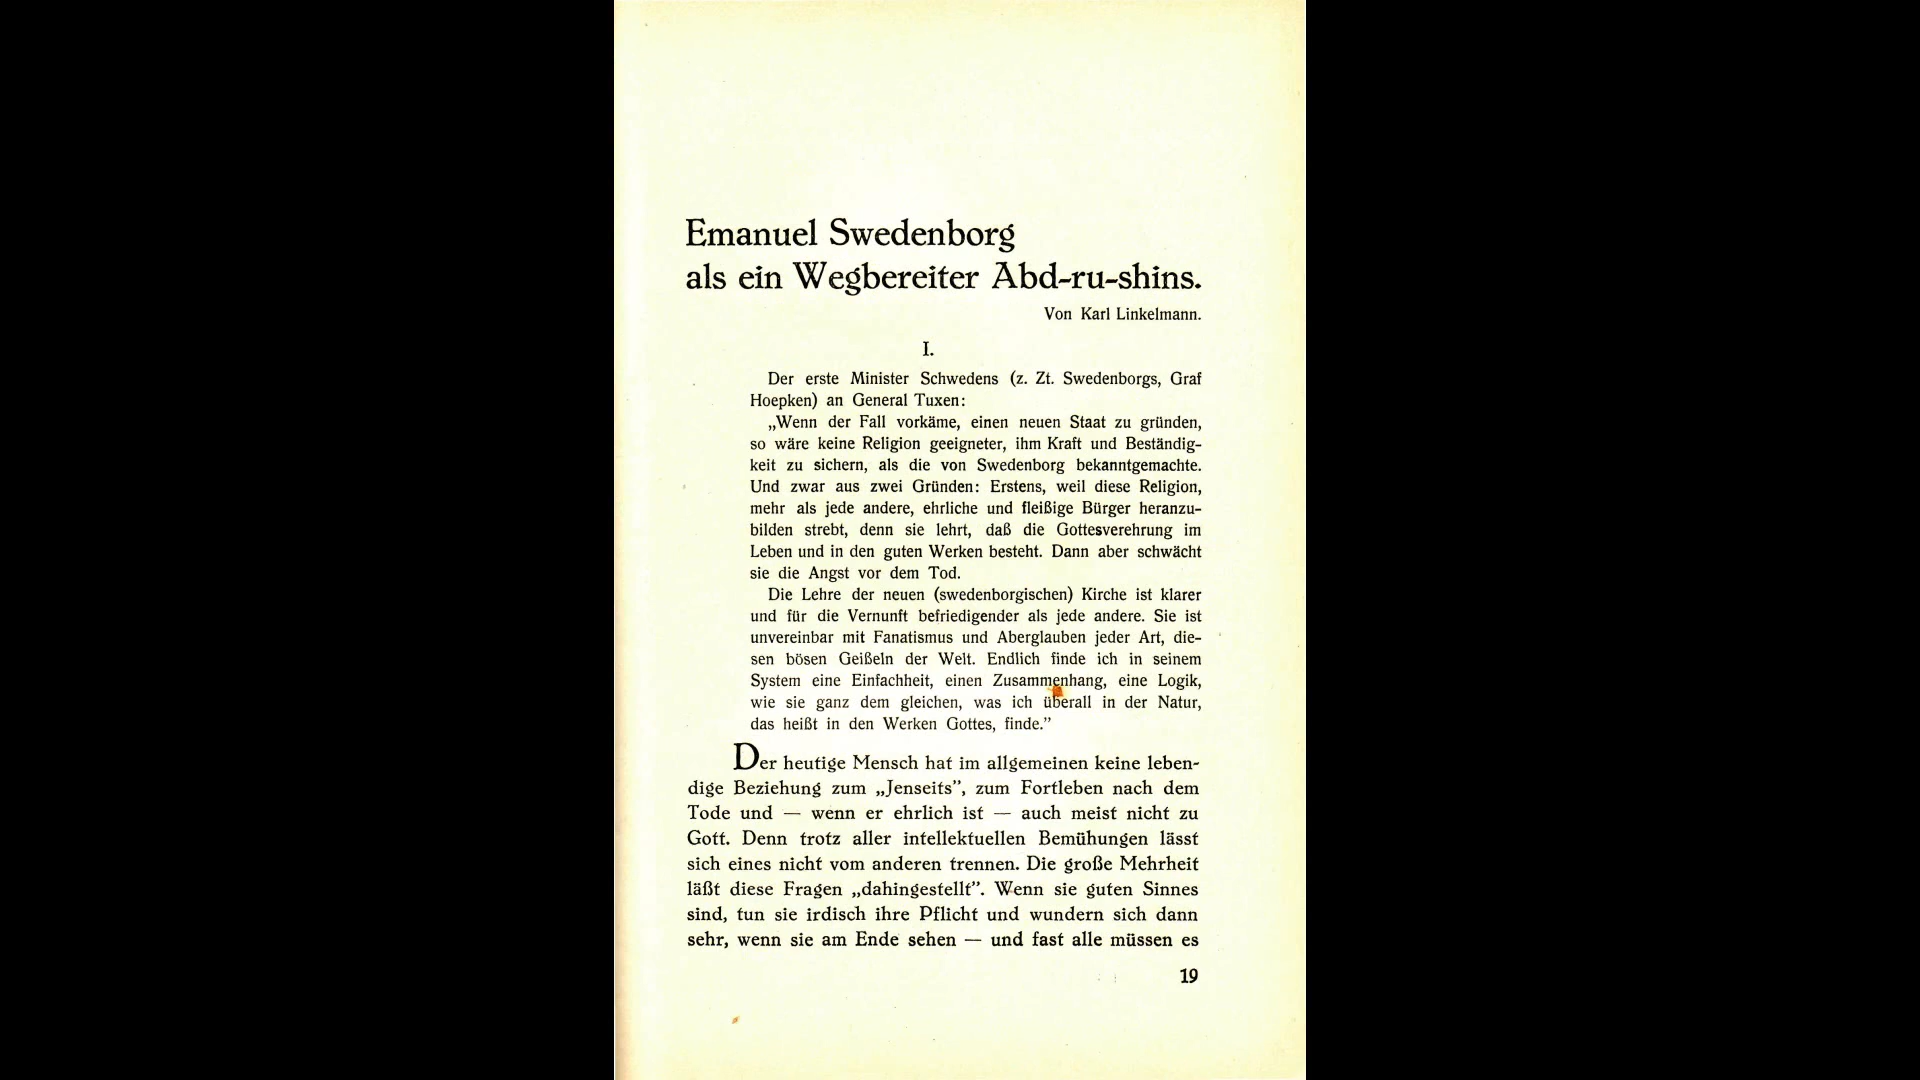 Emanuel Swedenborg
als ein Wegbereiter Abd-ru-shins.
Von Karl Linkelmann.
I.
Der erste Minister Schwedens (z. Zt. Swedenborgs, Graf
Hoepken) an General Tuxen:
„Wenn der Fall vorkäme, einen neuen Staat zu gründen,
so wäre keine Religion geeigneter, ihm Kraft und Beständig-
keit zu sichern, als die von Swedenborg bekanntgemachte.
Und zwar aus zwei Gründen: Erstens, weil diese Religion,
mehr als jede andere, ehrliche und fleißige Bürger heranzu-
bilden strebt, denn sie lehrt, daß die Gottesverehrung im
Leben und in den guten Werken besteht. Dann aber schwächt
sie die Angst vor dem Tod.
Die Lehre der neuen (swedenborgischen) Kirche ist klarer
und für die Vernunft befriedigender als jede andere. Sie ist
unvereinbar mit Fanatismus und Aberglauben jeder Art, die-
sen bösen Geißeln der Welt. Endlich finde ich in seinem
System eine Einfachheit, einen Zusammenhang, eine Logik,
wie sie ganz dem gleichen, was ich überall in der Natur,
das heißt in den Werken Gottes, finde.”
Der heutige Mensch hat im allgemeinen keine leben-
dige Beziehung zum „Jenseits”, zum Fortleben nach dem
Tode und — wenn er ehrlich ist — auch meist nicht zu
Gott. Denn trotz aller intellektuellen Bemühungen lässt
sich eines nicht vom anderen trennen. Die große Mehrheit
läßt diese Fragen „dahingestellt”. Wenn sie guten Sinnes
sind, tun sie irdisch ihre Pflicht und wundern sich dann
sehr, wenn sie am Ende sehen — und fast alle müssen es
19